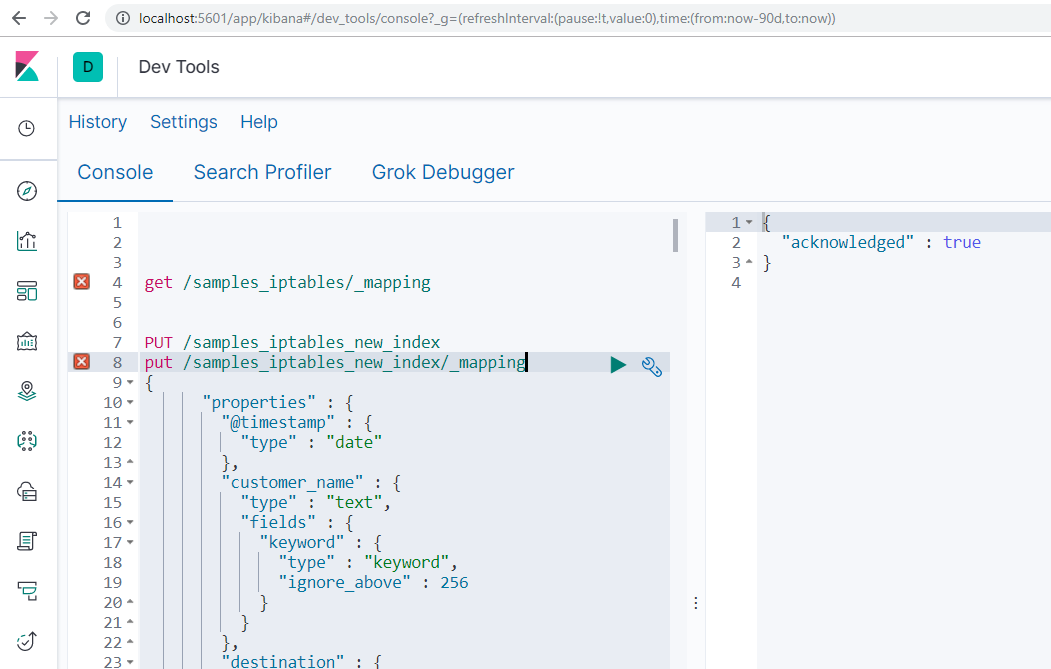 localhost:5601/app/kibana#/dev_tools/console?_g=(refreshInterval:(pause:!t,value:0),time:(from:now-90d,to:now))
D Dev Tools
History Settings Help
Console Search Profiler Grok Debugger
1
2
3
4 get /samples_iptables/_mapping
5
6
7 PUT /samples_iptables_new_index
8 put /samples_iptables_new_index/_mapping
9 {
10 "properties" : {
11 "@timestamp" : {
12 "type" : "date"
13 },
14 "customer_name" : {
15 "type" : "text",
16 "fields" : {
17 "keyword" : {
18 "type" : "keyword",
19 "ignore_above" : 256
20 }
21 }
22 },
23 "destination" : {
1 {
2 "acknowledged" : true
3 }
4